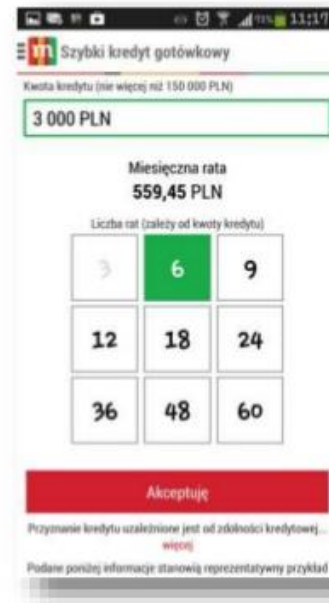 11:17
m Szybki kredyt gotówkowy
Kwota kredytu (nie więcej niż 150 000 PLN)
3 000 PLN
Miesięczna rata
559,45 PLN
Liczba rat (zależy od kwoty kredytu)
3 6 9
12 18 24
36 48 60
Akceptuję
Przyznanie kredytu uzależnione jest od zdolności kredytowej...
więcej
Podane poniżej informacje stanowią reprezentatywny przykład